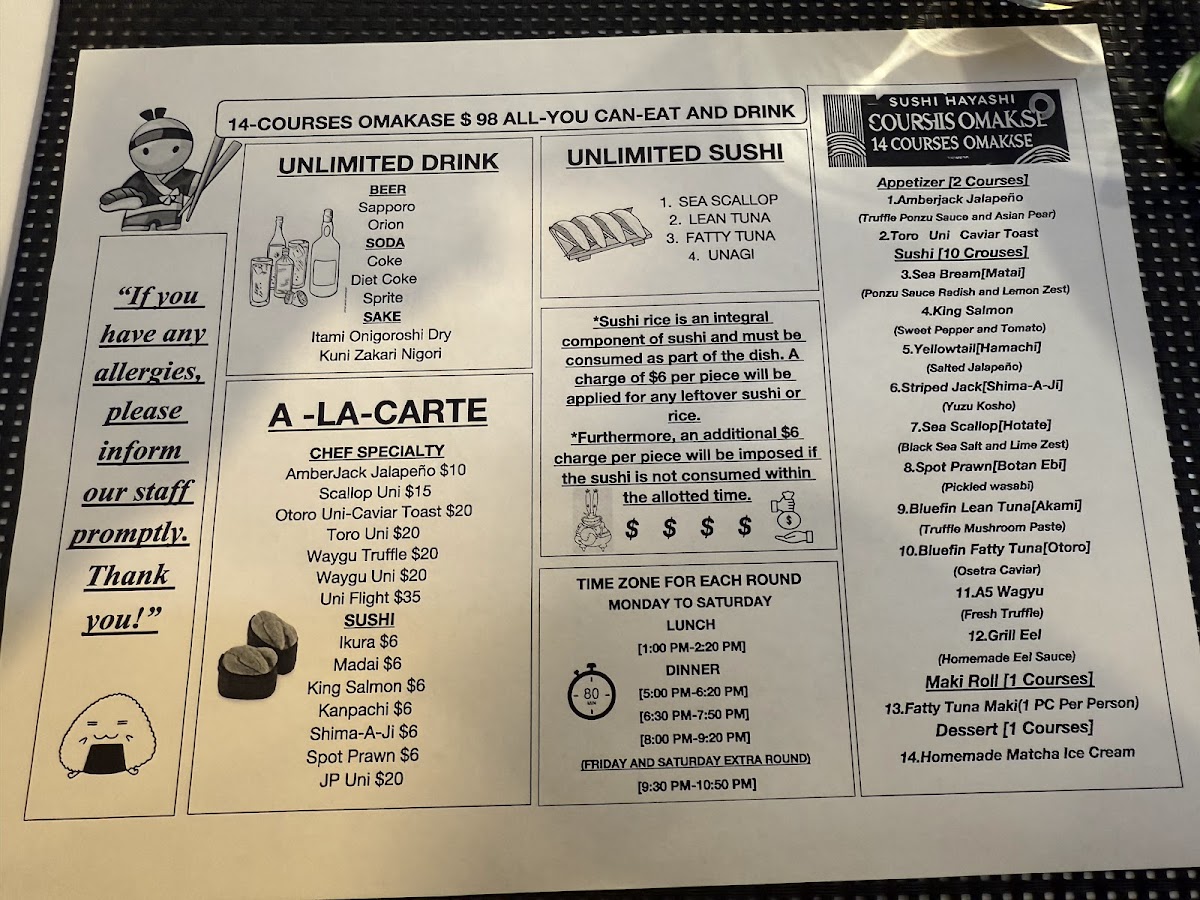 14-COURSES OMAKASE $ 98 ALL-YOU CAN-EAT AND DRINK
"If you
have any
allergies,
please
inform
our staff
promptly.
Thank
you!"
UNLIMITED DRINK
BEER
Sapporo
Orion
SODA
Coke
Diet Coke
Sprite
SAKE
Itami Onigoroshi Dry
Kuni Zakari Nigori
A -LA-CARTE
CHEF SPECIALTY
AmberJack Jalapeño $10
Scallop Uni $15
Otoro Uni-Caviar Toast $20
Toro Uni $20
Waygu Truffle $20
Waygu Uni $20
Uni Flight $35
SUSHI
Ikura $6
Madai $6
King Salmon $6
Kanpachi $6
Shima-A-Ji $6
Spot Prawn $6
JP Uni $20
UNLIMITED SUSHI
1. SEA SCALLOP
2. LEAN TUNA
3. FATTY TUNA
4. UNAGI
*Sushi rice is an integral
component of sushi and must be
consumed as part of the dish. A
charge of $6 per piece will be
applied for any leftover sushi or
rice.
*Furthermore, an additional $6
charge per piece will be imposed if
the sushi is not consumed within
the allotted time.
$ $ $ $
$
TIME ZONE FOR EACH ROUND
MONDAY TO SATURDAY
LUNCH
[1:00 PM-2:20 PM]
DINNER
[5:00 PM-6:20 PM]
[6:30 PM-7:50 PM]
[8:00 PM-9:20 PM]
(FRIDAY AND SATURDAY EXTRA ROUND)
[9:30 PM-10:50 PM]
80
MIN
SUSHI HAYASHI
COURSIIS OMAKSE
14 COURSES OMAKASE
Appetizer [2 Courses]
1.Amberjack Jalapeño
(Truffle Ponzu Sauce and Asian Pear)
2.Toro Uni Caviar Toast
Sushi [10 Crouses]
3.Sea Bream[Matai]
(Ponzu Sauce Radish and Lemon Zest)
4.King Salmon
(Sweet Pepper and Tomato)
5.Yellowtail[Hamachi]
(Salted Jalapeño)
6.Striped Jack[Shima-A-Ji]
(Yuzu Kosho)
7.Sea Scallop[Hotate]
(Black Sea Salt and Lime Zest)
8.Spot Prawn[Botan Ebi]
(Pickled wasabi)
9.Bluefin Lean Tuna[Akami]
(Truffle Mushroom Paste)
10.Bluefin Fatty Tuna[Otoro]
(Osetra Caviar)
11.A5 Wagyu
(Fresh Truffle)
12.Grill Eel
(Homemade Eel Sauce)
Maki Roll [1 Courses]
13.Fatty Tuna Maki(1 PC Per Person)
Dessert [1 Courses]
14.Homemade Matcha Ice Cream